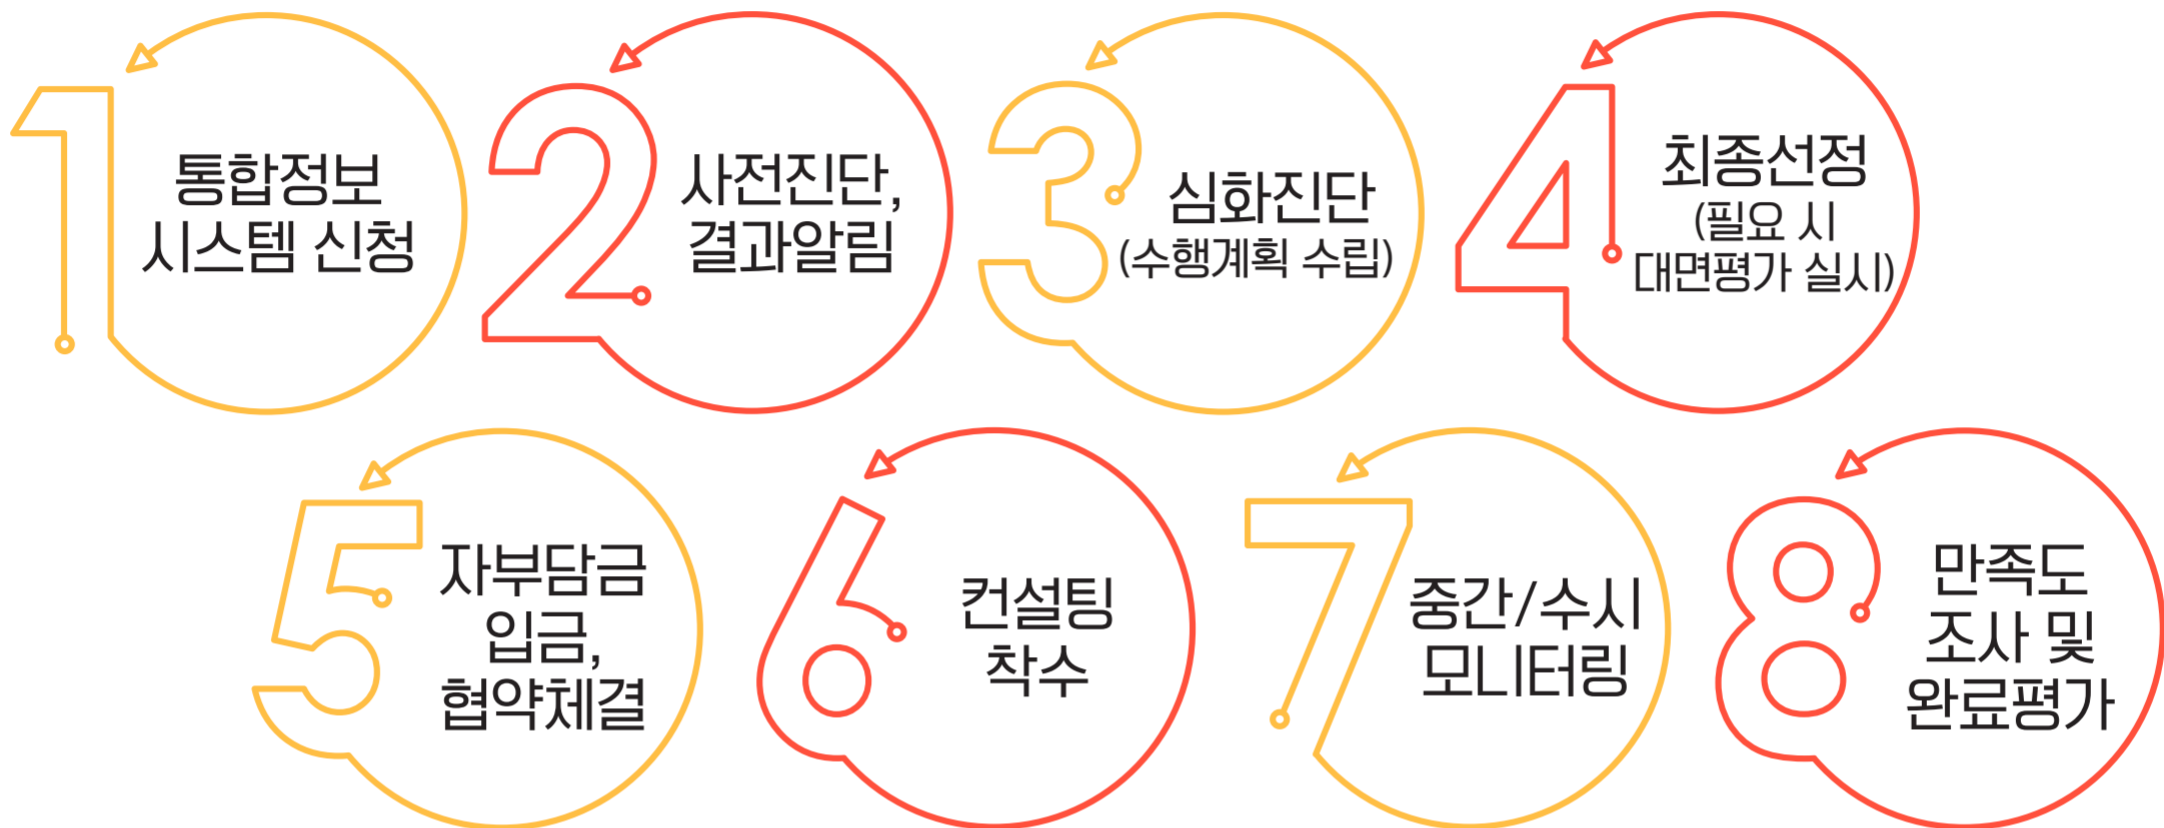 1
통합정보
시스템 신청
2
사전진단,
결과알림
3
심화진단
(수행계획 수립)
4
최종선정
(필요 시
대면평가 실시)
5
자부담금
입금,
협약체결
6
컨설팅
착수
7
중간/수시
모니터링
8
만족도
조사 및
완료평가